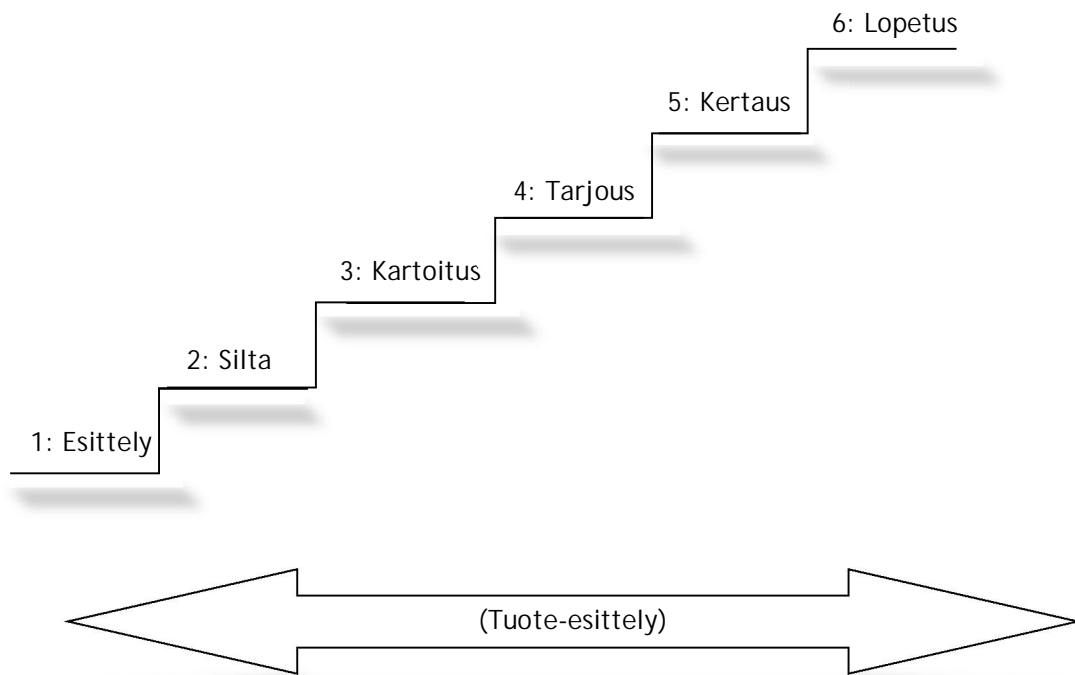 6: Lopetus
5: Kertaus
4: Tarjous
3: Kartoitus
2: Silta
1: Esittely
(Tuote-esittely)